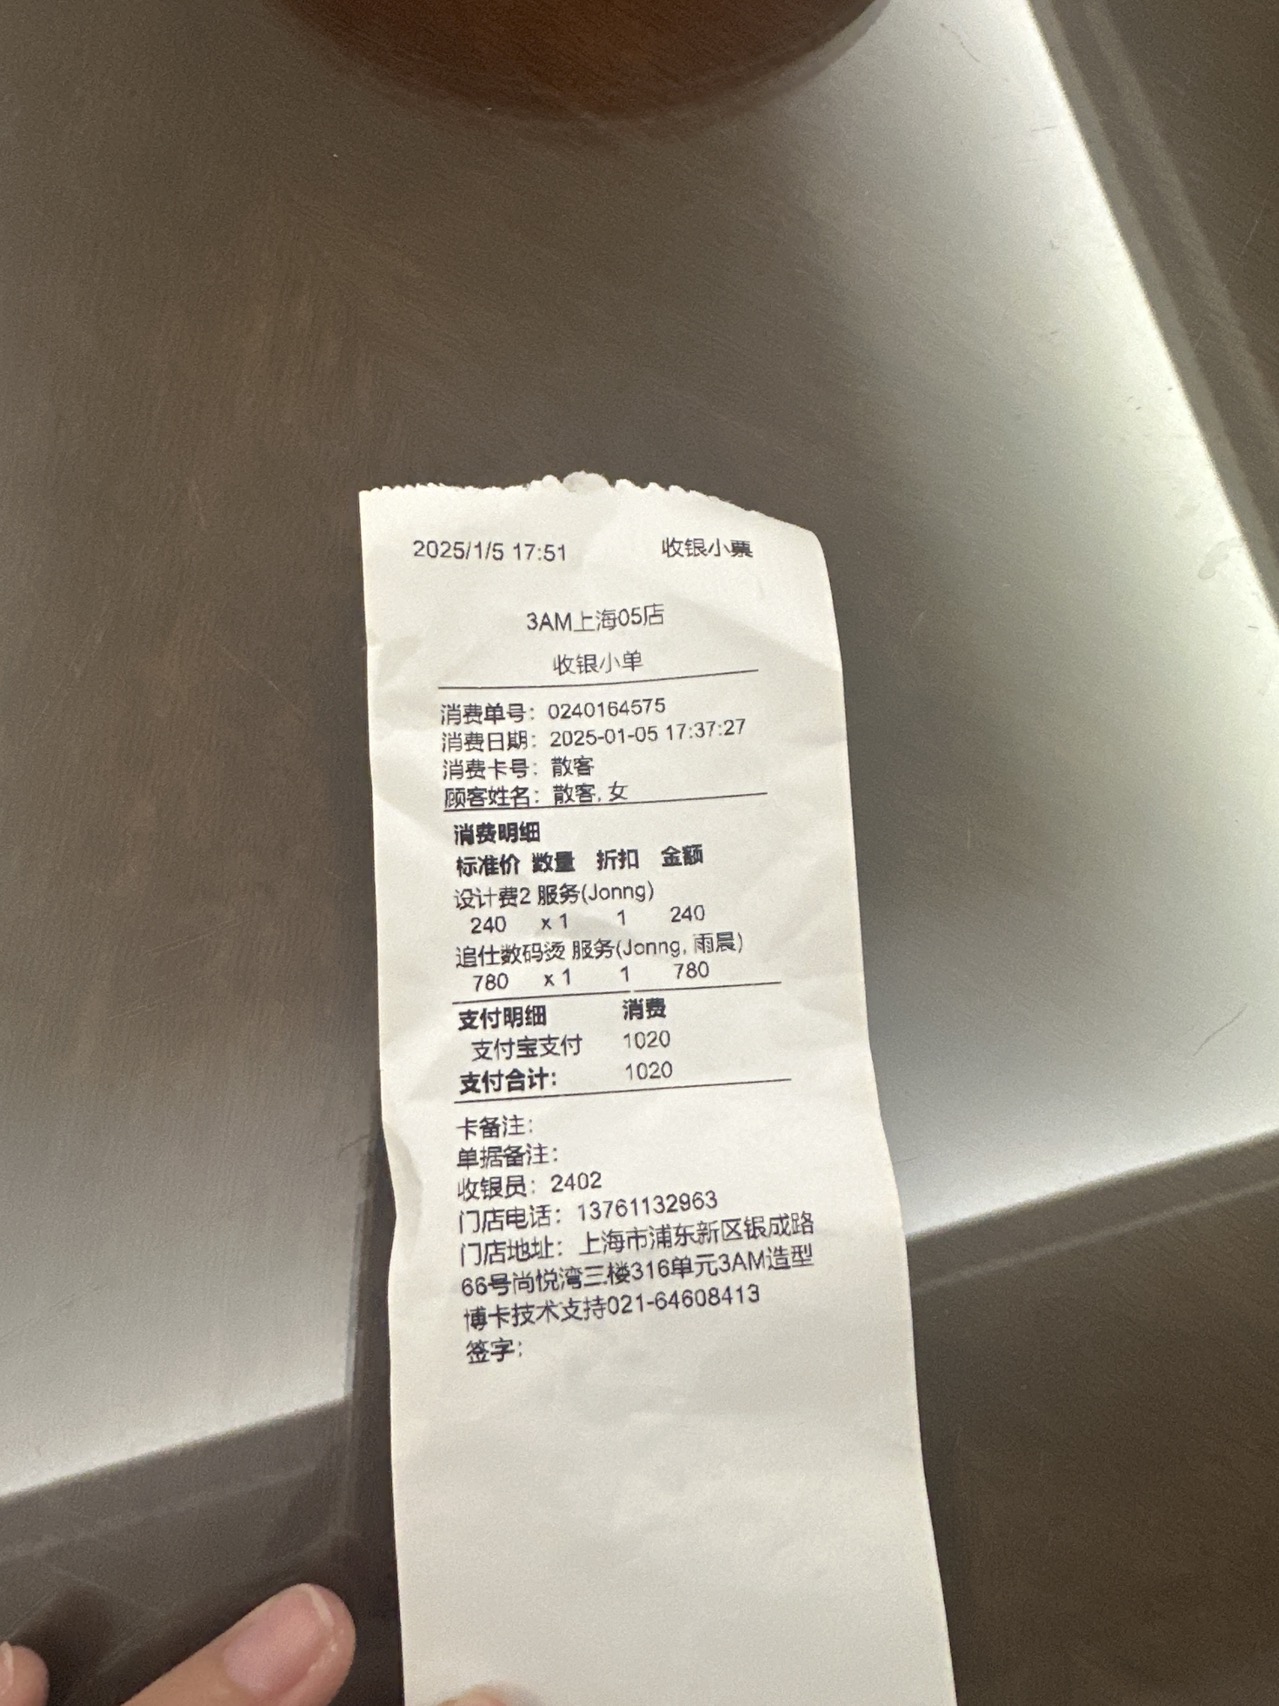 2025/1/5 17:51 收银小票
3AM上海05店
收银小单
消费单号：0240164575
消费日期：2025-01-05 17:37:27
消费卡号：散客
顾客姓名：散客, 女
消费明细
标准价 数量 折扣 金额
设计费2 服务(Jonng)
240 x 1 1 240
追仕数码烫 服务(Jonng, 雨晨)
780 x 1 1 780
支付明细 消费
支付宝支付 1020
支付合计: 1020
卡备注:
单据备注:
收银员：2402
门店电话：13761132963
门店地址：上海市浦东新区银成路
66号尚悦湾三楼316单元3AM造型
博卡技术支持021-64608413
签字: